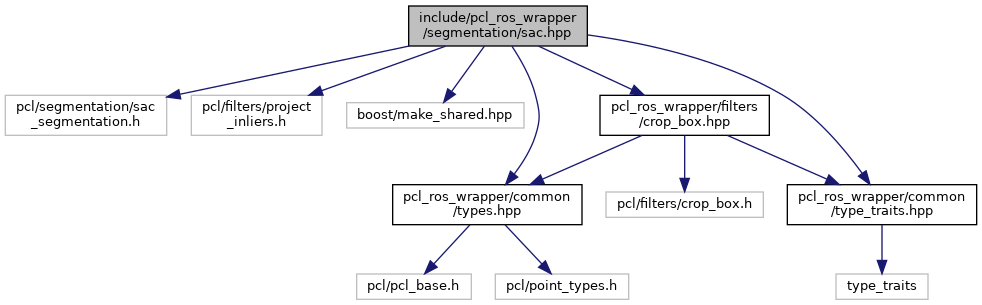 include/pcl_ros_wrapper
/segmentation/sac.hpp
pcl/segmentation/sac
_segmentation.h
pcl/filters/project
_inliers.h
boost/make_shared.hpp
pcl_ros_wrapper/filters
/crop_box.hpp
pcl_ros_wrapper/common
/types.hpp
pcl/filters/crop_box.h
pcl_ros_wrapper/common
/type_traits.hpp
pcl/pcl_base.h
pcl/point_types.h
type_traits